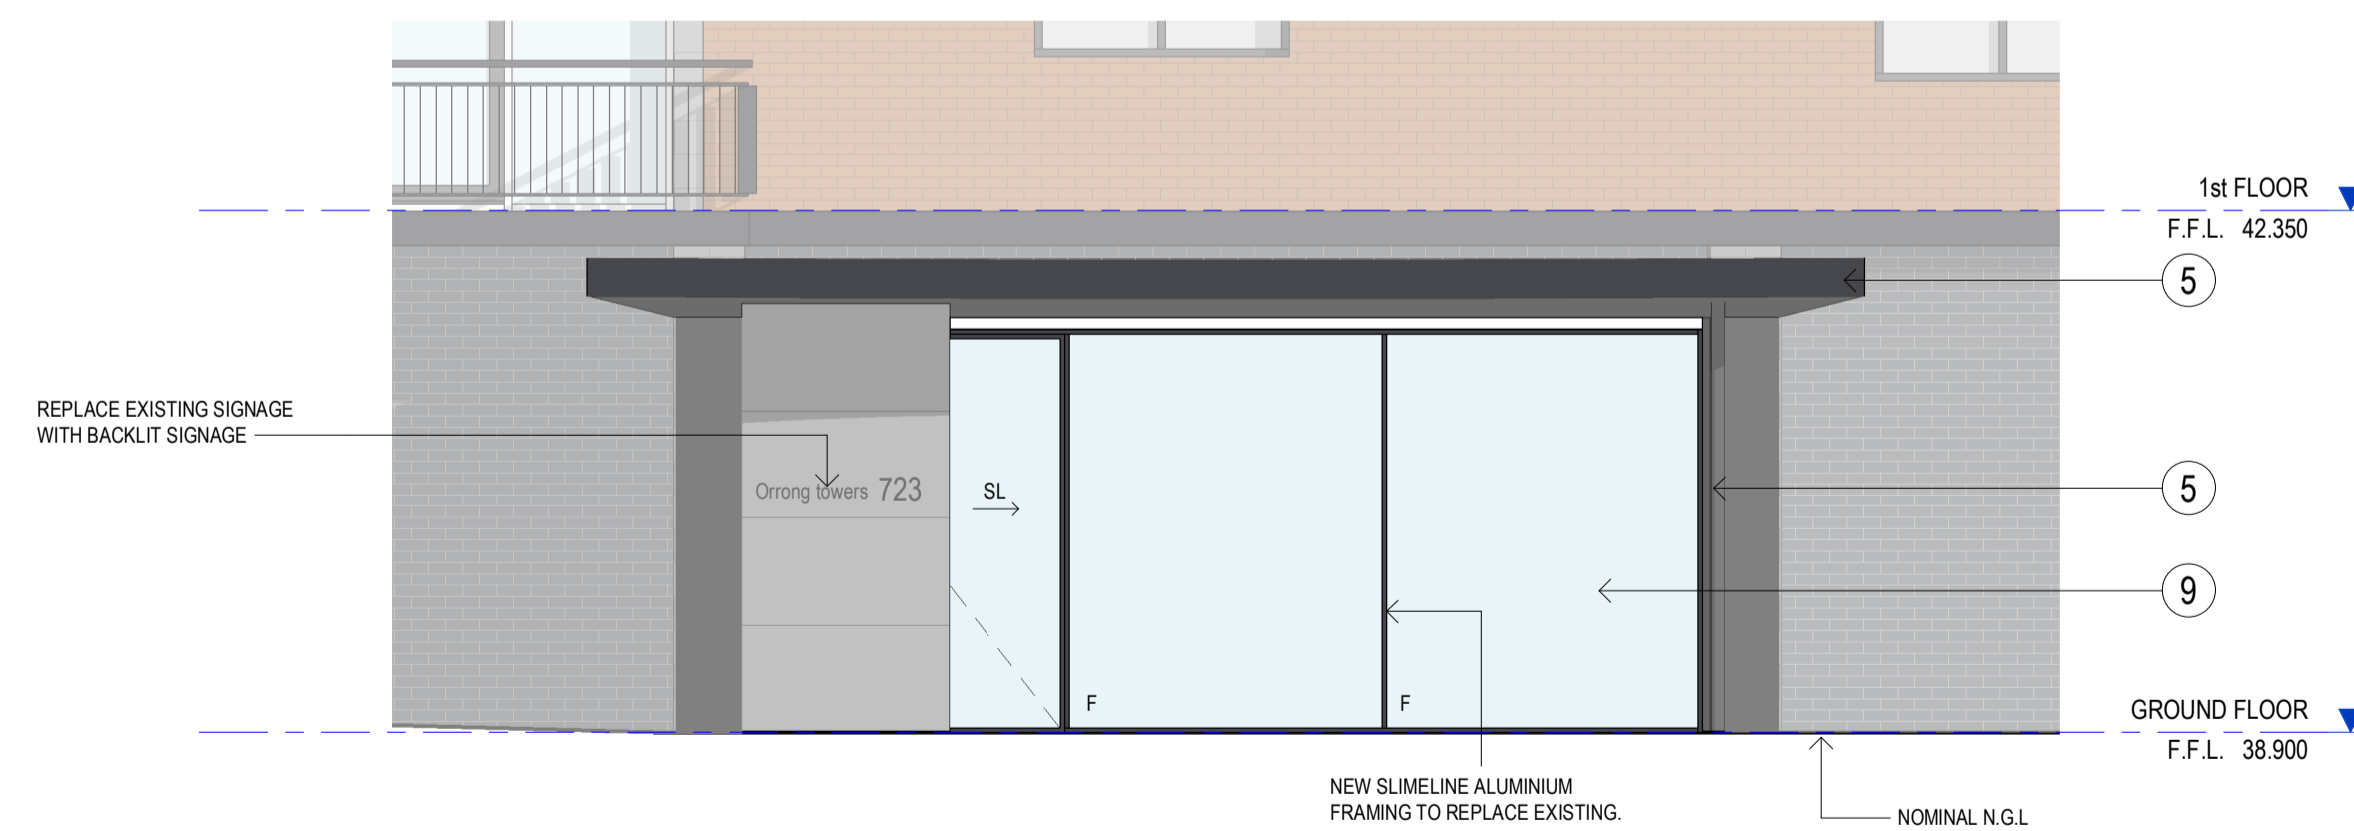 1st FLOOR
F.F.L. 42.350
5
REPLACE EXISTING SIGNAGE
WITH BACKLIT SIGNAGE
Orrong towers 723
SL
5
9
F
F
GROUND FLOOR
F.F.L. 38.900
NEW SLIMELINE ALUMINIUM
FRAMING TO REPLACE EXISTING.
NOMINAL N.G.L